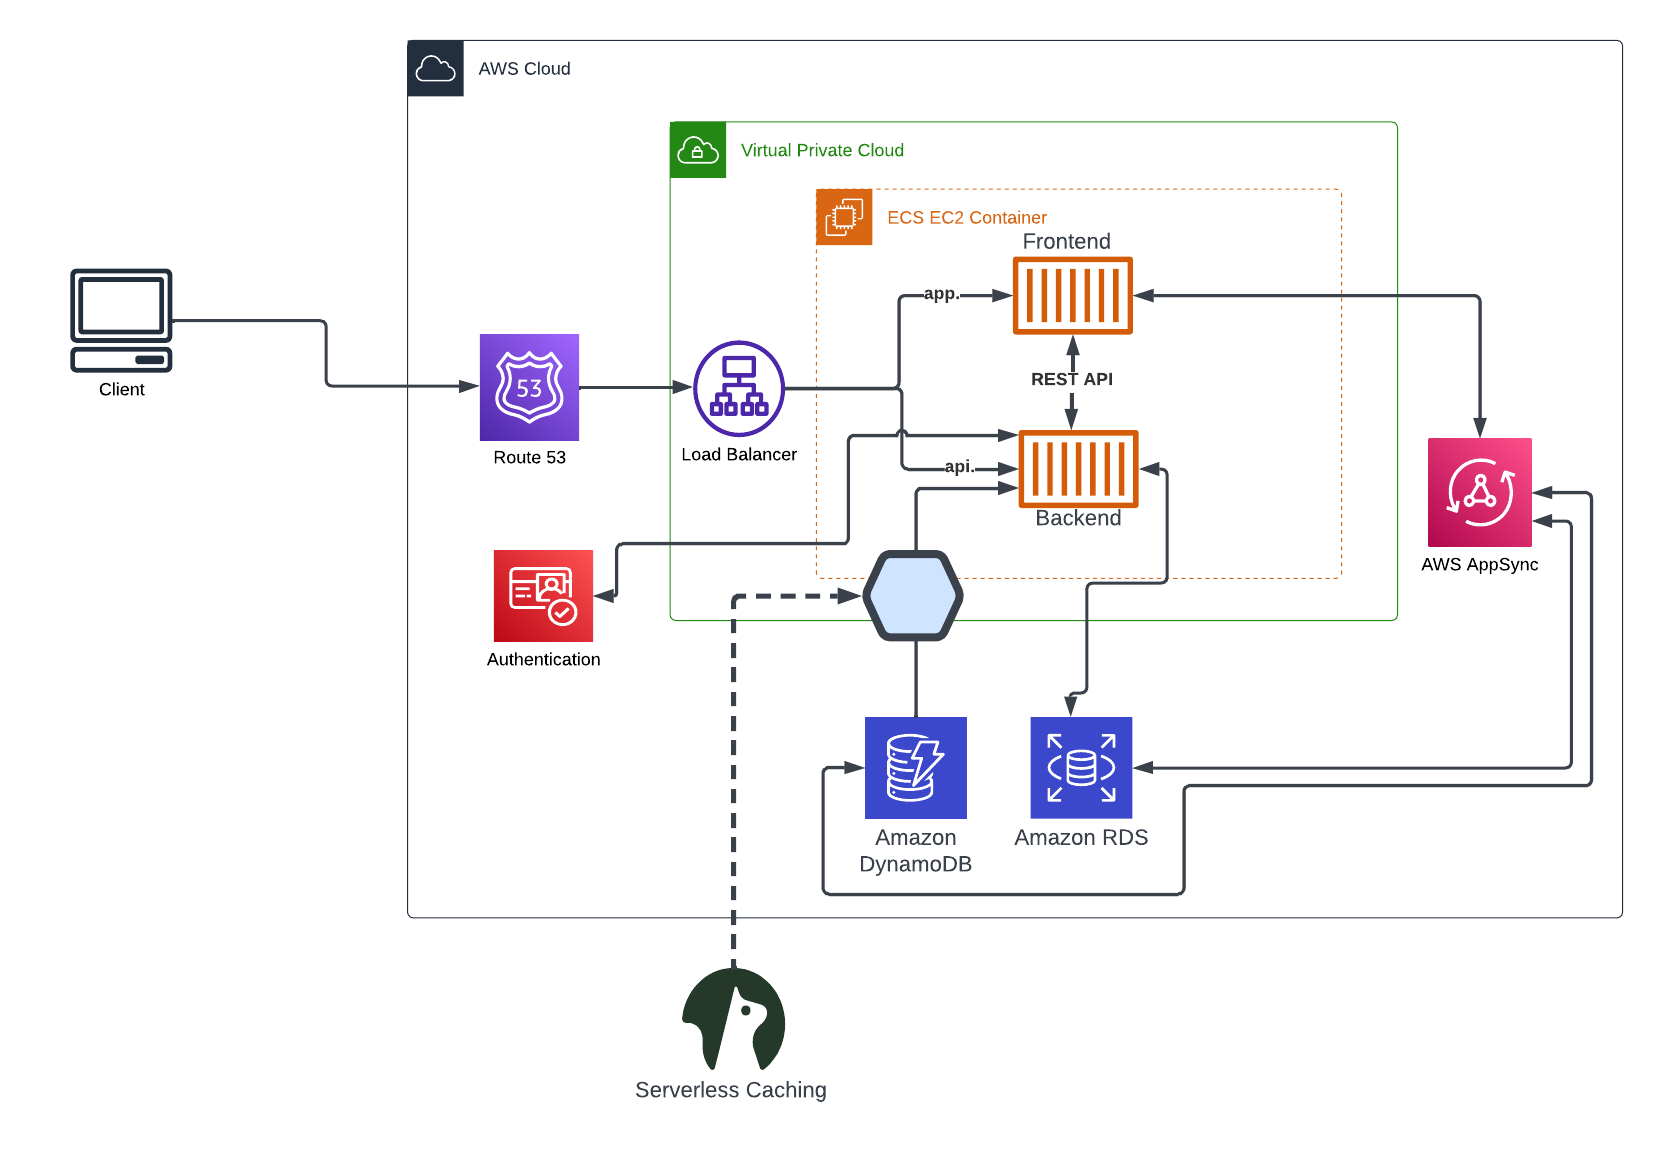 AWS Cloud
Virtual Private Cloud
ECS EC2 Container
Frontend
app.
REST API
Client
53
Route 53
Load Balancer
api.
Backend
AWS AppSync
Authentication
Amazon
DynamoDB
Amazon RDS
Serverless Caching